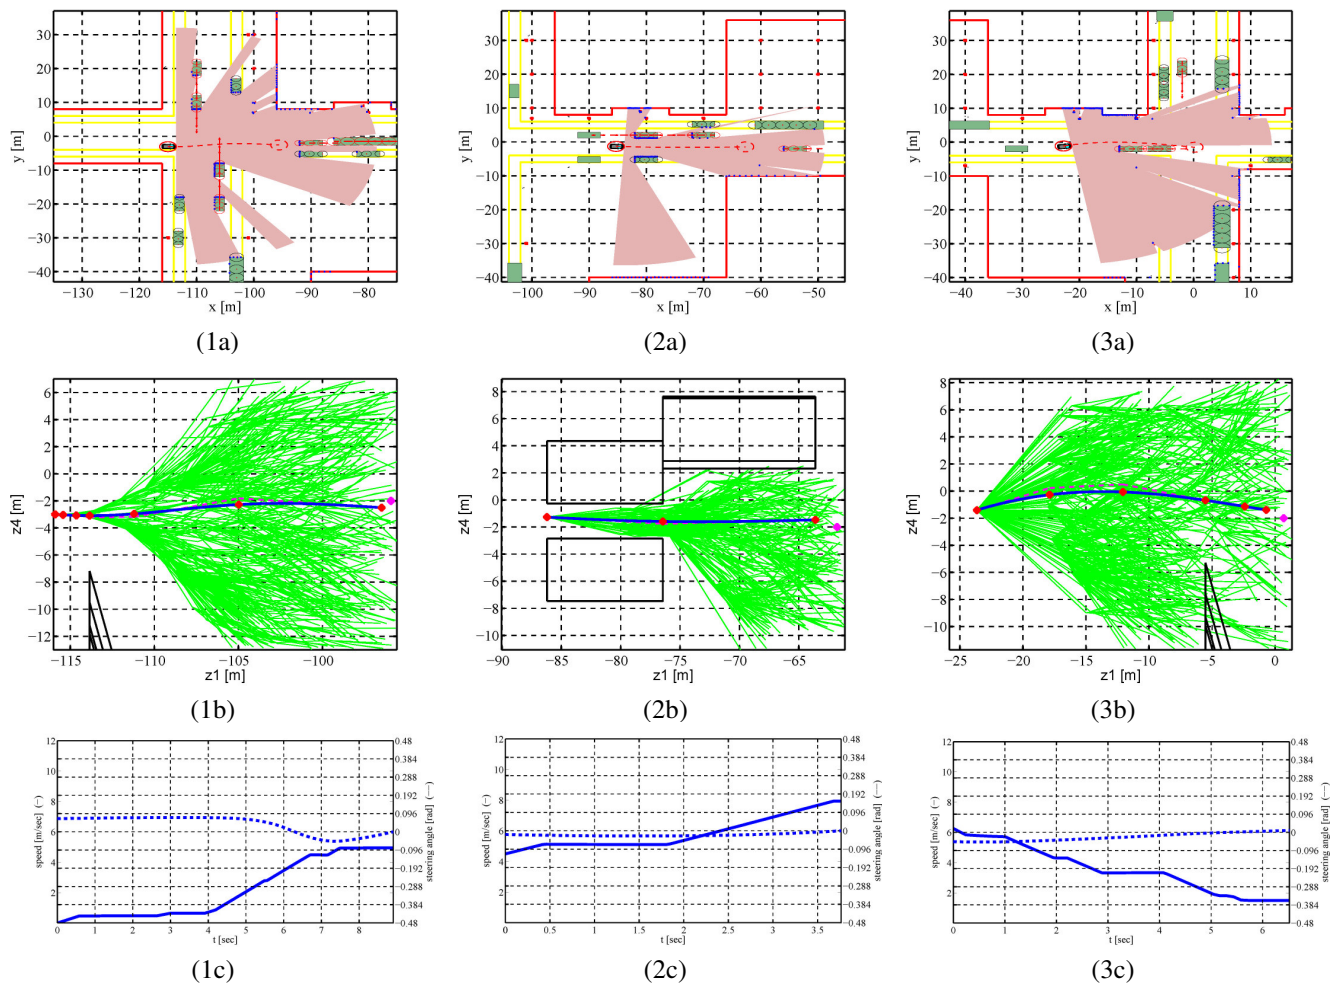 30
20
10
0
−10
−20
−30
−40
y [m]
−130 −120 −110 −100 −90 −80
x [m]
(1a)
30
20
10
0
−10
−20
−30
−40
y [m]
−100 −90 −80 −70 −60 −50
x [m]
(2a)
30
20
10
0
−10
−20
−30
−40
y [m]
−40 −30 −20 −10 0 10
x [m]
(3a)
6
4
2
0
−2
−4
−6
−8
−10
−12
z4 [m]
−115 −110 −105 −100
z1 [m]
(1b)
8
6
4
2
0
−2
−4
−6
−8
−10
z4 [m]
−90 −85 −80 −75 −70 −65
z1 [m]
(2b)
8
6
4
2
0
−2
−4
−6
−8
−10
z4 [m]
−25 −20 −15 −10 −5 0
z1 [m]
(3b)
12
10
8
6
4
2
speed [m/sec] (−)
0 1 2 3 4 5 6 7 8
t [sec]
0.48
0.384
0.288
0.192
0.096
0
−0.096
−0.192
−0.288
−0.384
−0.48
steering angle [rad] (---)
(1c)
12
10
8
6
4
2
speed [m/sec] (−)
0 0.5 1 1.5 2 2.5 3 3.5
t [sec]
0.48
0.384
0.288
0.192
0.096
0
−0.096
−0.192
−0.288
−0.384
−0.48
steering angle [rad] (---)
(2c)
12
10
8
6
4
2
speed [m/sec] (−)
0 1 2 3 4 5 6
t [sec]
0.48
0.384
0.288
0.192
0.096
0
−0.096
−0.192
−0.288
−0.384
−0.48
steering angle [rad] (---)
(3c)